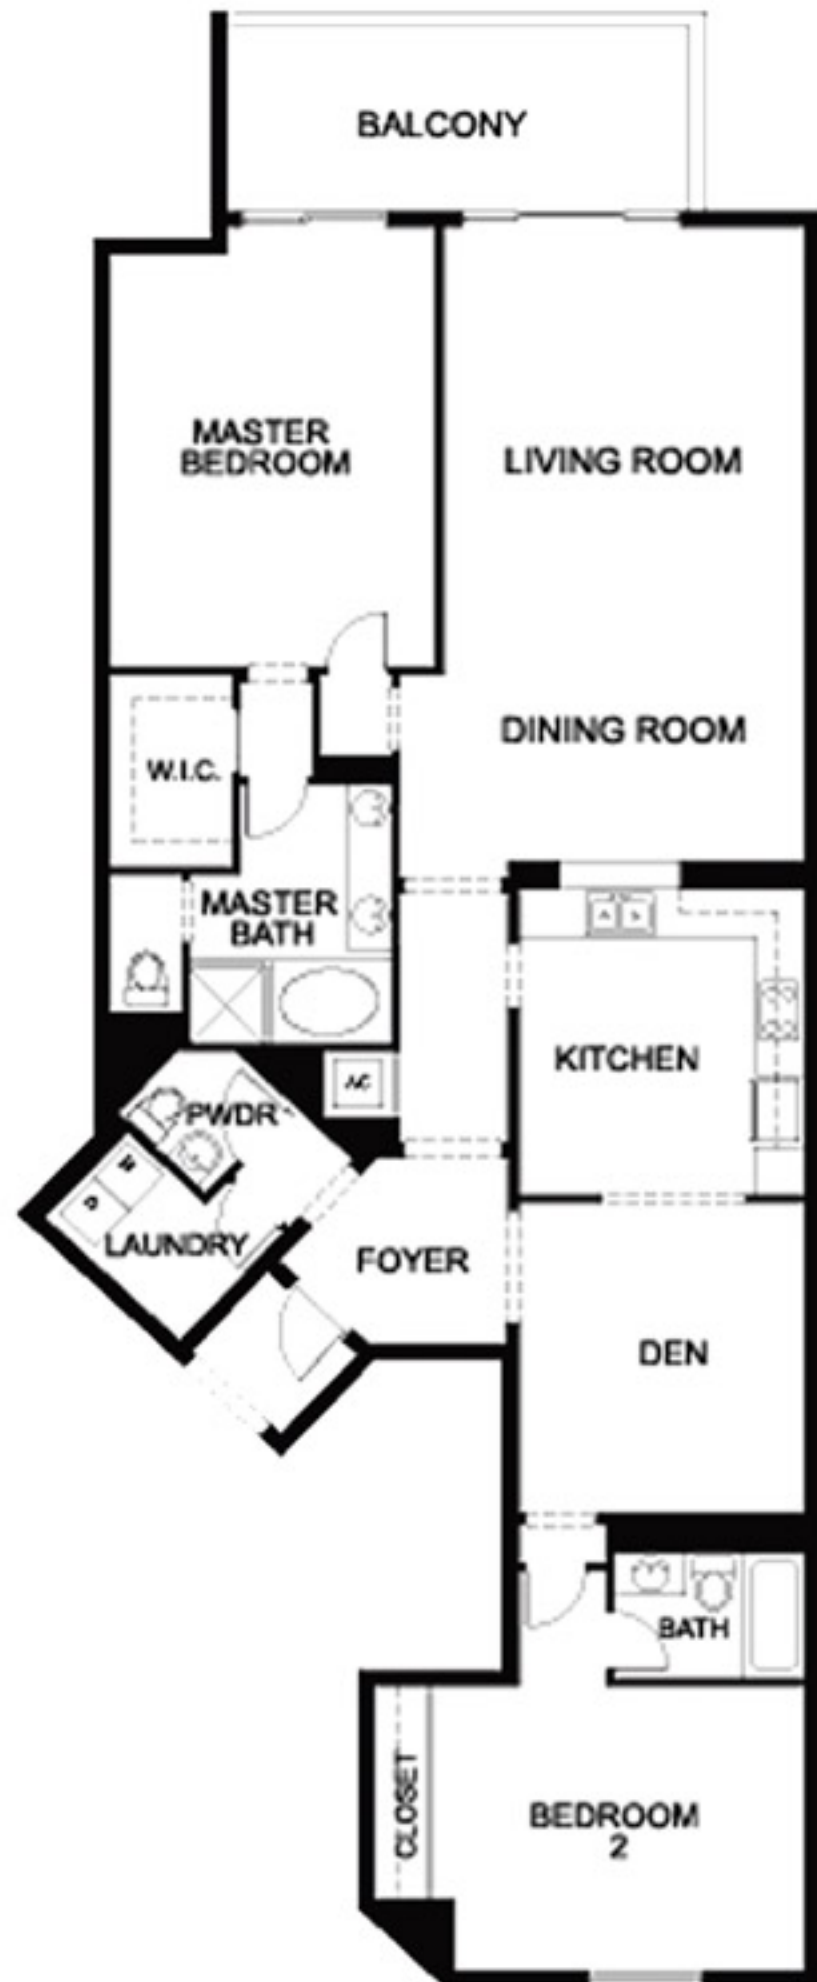 BALCONY
MASTER
BEDROOM
LIVING ROOM
DINING ROOM
W.I.C.
MASTER
BATH
KITCHEN
AC
PWDR
W
D
LAUNDRY
FOYER
DEN
BATH
CLOSET
BEDROOM
2